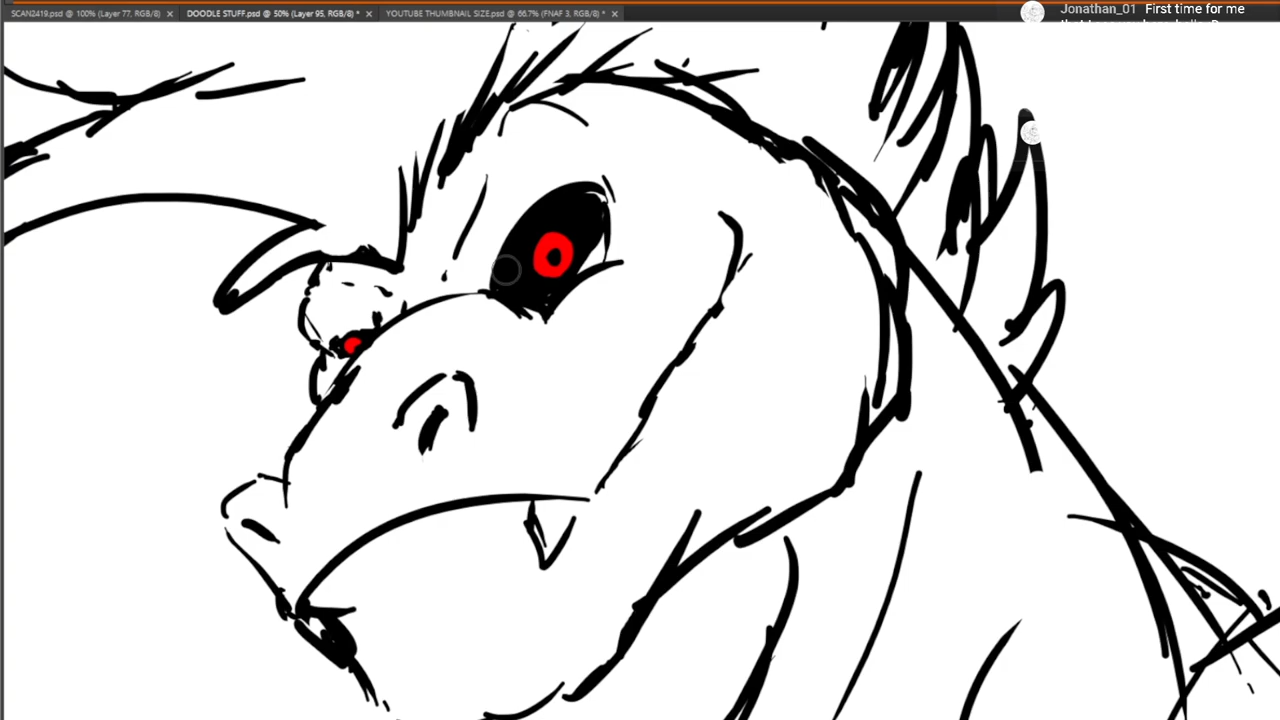 SCAN2419.psd @ 100% (Layer 77, RGB/8) × DOODLE STUFF.psd @ 50% (Layer 95, RGB/8) * × YOUTUBE THUMBNAIL SIZE.psd @ 66.7% (FNAF 3, RGB/8) * ×
Jonathan_01 First time for me